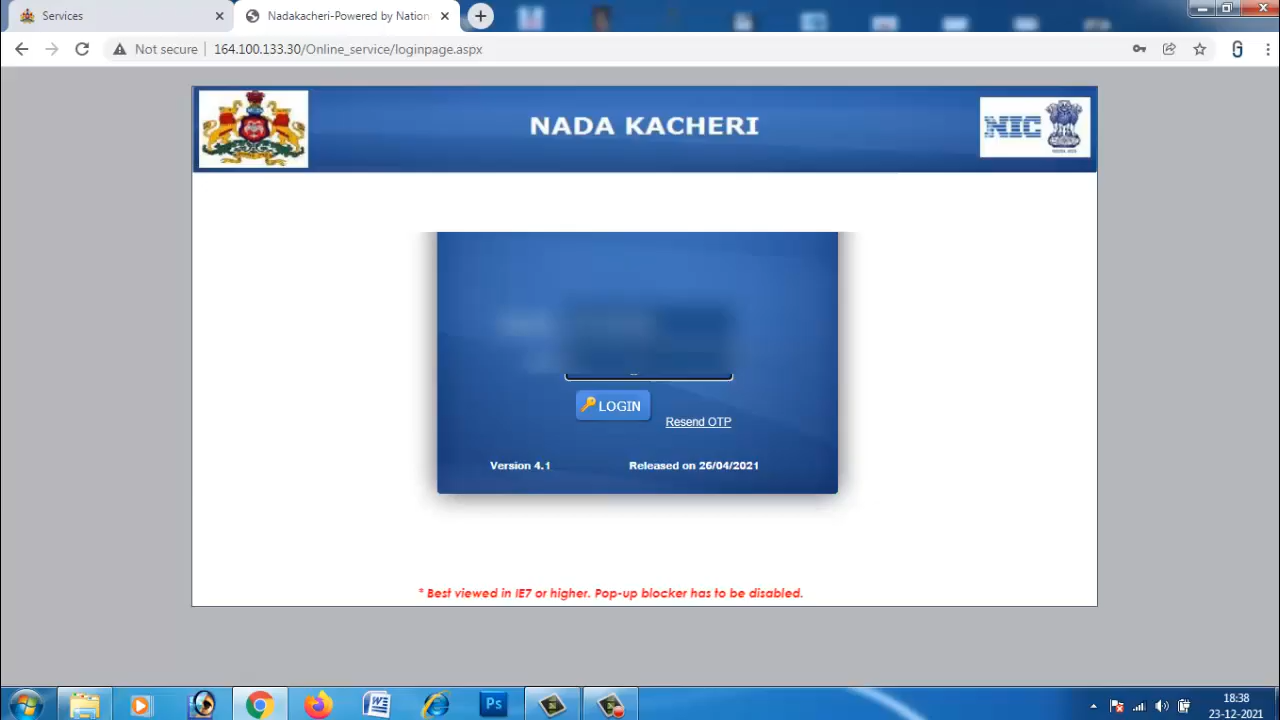 Services
Nadakacheri-Powered by Nation
Not secure
164.100.133.30/Online_service/loginpage.aspx
NADA KACHERI
NIC
LOGIN
Resend OTP
Version 4.1
Released on 26/04/2021
* Best viewed in IE7 or higher. Pop-up blocker has to be disabled.
Ps
18:38
23-12-2021